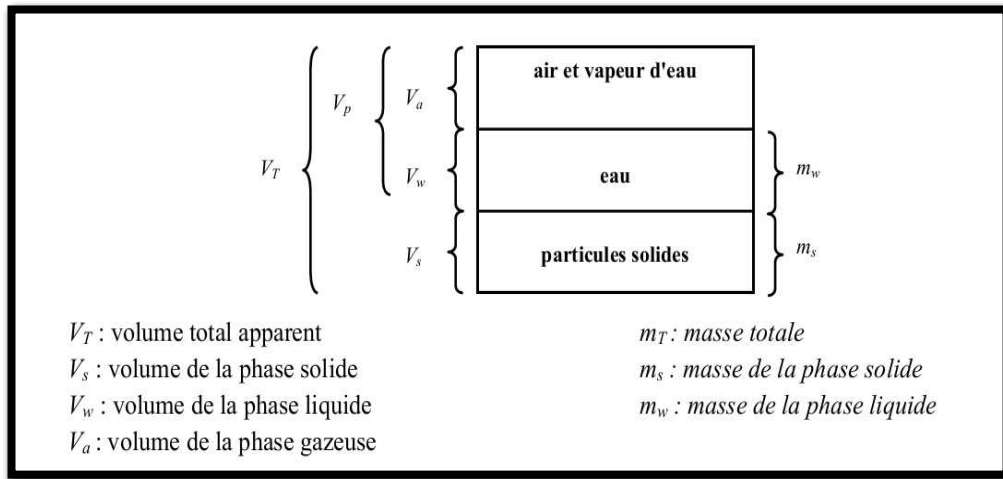 air et vapeur d'eau
V_p
V_a
V_T
V_w
eau
m_w
V_s
particules solides
m_s
V_T : volume total apparent
m_T : masse totale
V_s : volume de la phase solide
m_s : masse de la phase solide
V_w : volume de la phase liquide
m_w : masse de la phase liquide
V_a : volume de la phase gazeuse